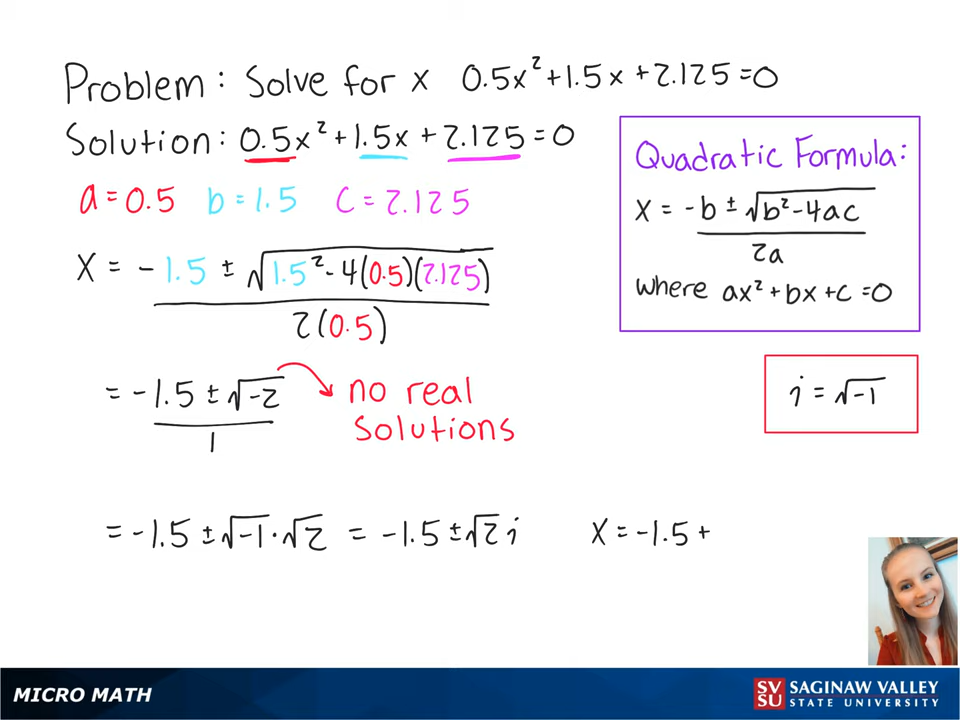 Problem: Solve for x 0.5x²+1.5x+2.125=0
Solution: 0.5x²+1.5x+2.125=0
a=0.5 b=1.5 c=2.125
Quadratic Formula:
x = -b ± √(b²-4ac) / 2a
where ax²+bx+c=0
x = -1.5 ± √(1.5²-4(0.5)(2.125)) / 2(0.5)
= -1.5 ± √-2 / 1
no real
solutions
i = √-1
= -1.5 ± √-1 · √2 = -1.5 ± √2 i x = -1.5 +
MICRO MATH
SV
SU
SAGINAW VALLEY
STATE UNIVERSITY